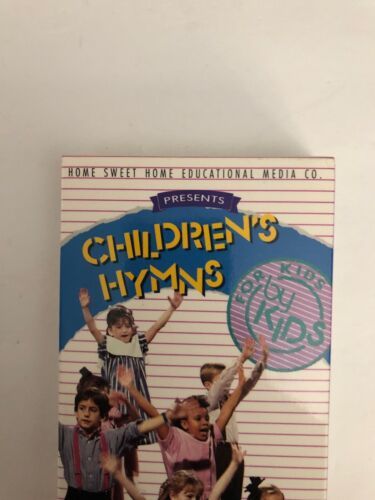 HOME SWEET HOME EDUCATIONAL MEDIA CO.
PRESENTS
CHILDREN'S
HYMNS
FOR KIDS
by
KIDS